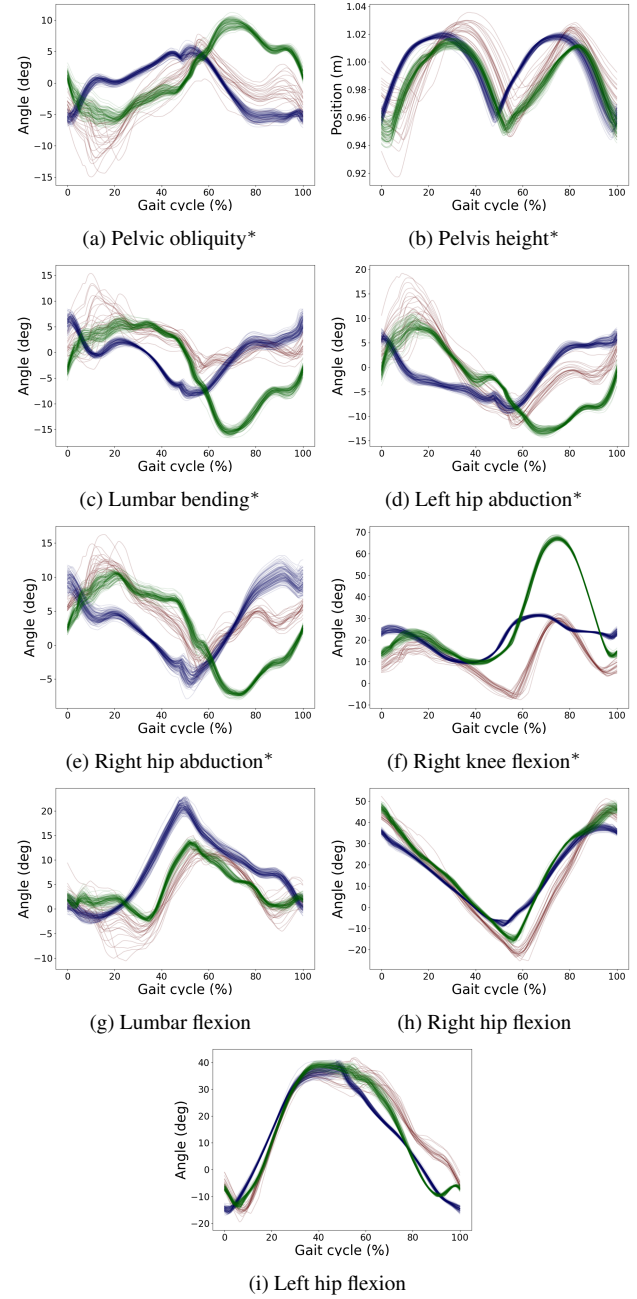 10
5
0
−5
−10
−15
Angle (deg)
0 20 40 60 80 100
Gait cycle (%)
(a) Pelvic obliquity*
1.04
1.02
1.00
0.98
0.96
0.94
0.92
Position (m)
0 20 40 60 80 100
Gait cycle (%)
(b) Pelvis height*
15
10
5
0
−5
−10
−15
Angle (deg)
0 20 40 60 80 100
Gait cycle (%)
(c) Lumbar bending*
20
15
10
5
0
−5
−10
−15
Angle (deg)
0 20 40 60 80 100
Gait cycle (%)
(d) Left hip abduction*
15
10
5
0
−5
Angle (deg)
0 20 40 60 80 100
Gait cycle (%)
(e) Right hip abduction*
70
60
50
40
30
20
10
0
−10
Angle (deg)
0 20 40 60 80 100
Gait cycle (%)
(f) Right knee flexion*
20
15
10
5
0
−5
−10
Angle (deg)
0 20 40 60 80 100
Gait cycle (%)
(g) Lumbar flexion
50
40
30
20
10
0
−10
−20
Angle (deg)
0 20 40 60 80 100
Gait cycle (%)
(h) Right hip flexion
40
30
20
10
0
−10
−20
Angle (deg)
0 20 40 60 80 100
Gait cycle (%)
(i) Left hip flexion